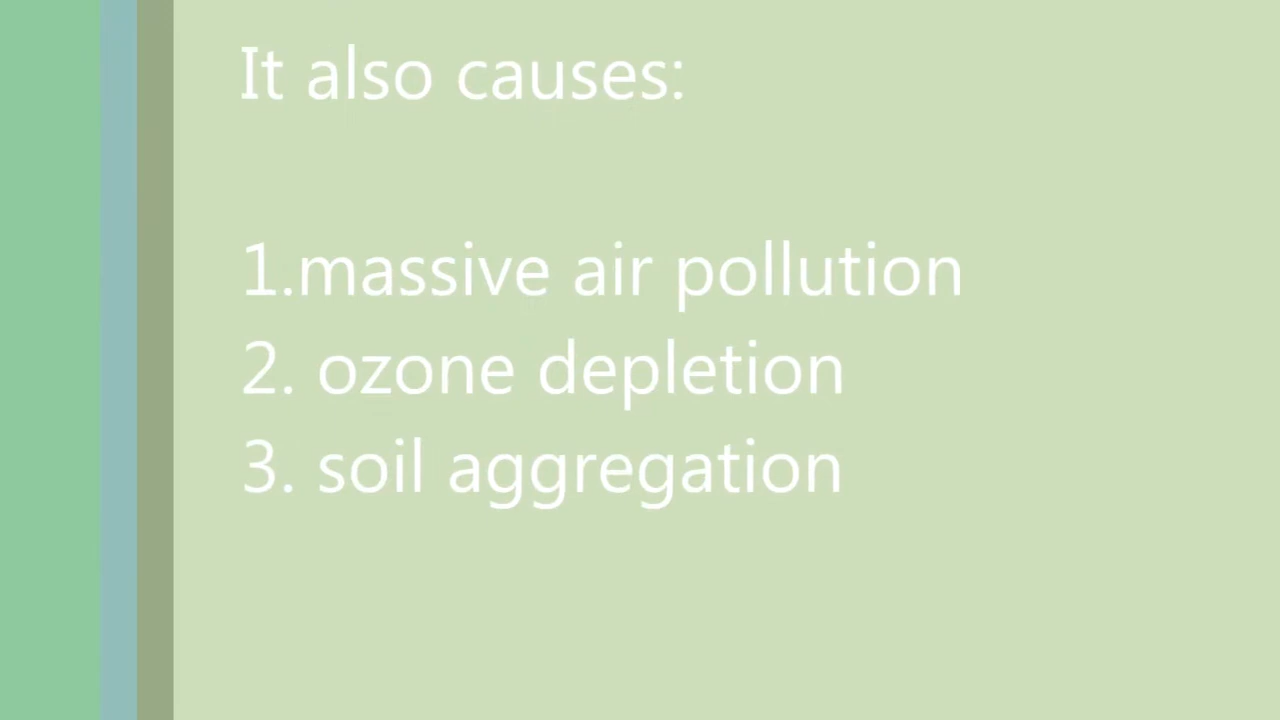 It also causes:
1.massive air pollution
2. ozone depletion
3. soil aggregation